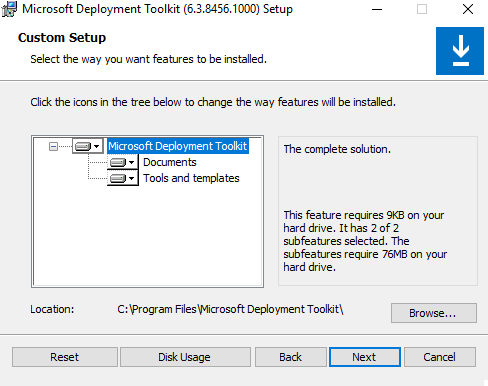 Microsoft Deployment Toolkit (6.3.8456.1000) Setup
Custom Setup
Select the way you want features to be installed.
Click the icons in the tree below to change the way features will be installed.
Microsoft Deployment Toolkit
Documents
Tools and templates
The complete solution.
This feature requires 9KB on your
hard drive. It has 2 of 2
subfeatures selected. The
subfeatures require 76MB on your
hard drive.
Location: C:\Program Files\Microsoft Deployment Toolkit\
Browse...
Reset Disk Usage Back Next Cancel